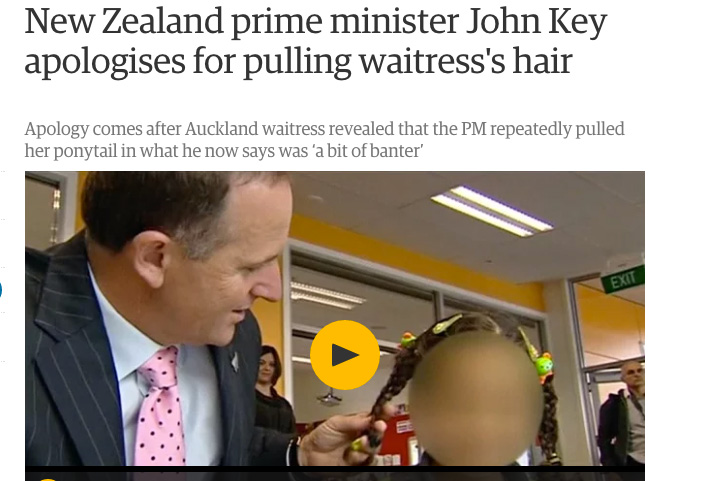 New Zealand prime minister John Key
apologises for pulling waitress's hair
Apology comes after Auckland waitress revealed that the PM repeatedly pulled
her ponytail in what he now says was ‘a bit of banter’
EXIT